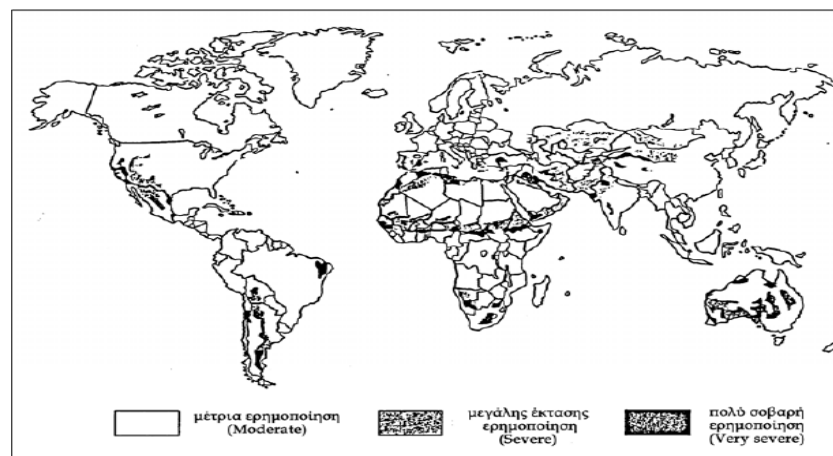 μέτρια ερημοποίηση
(Moderate)
μεγάλης έκτασης
ερημοποίηση
(Severe)
πολύ σοβαρή
ερημοποίηση
(Very severe)